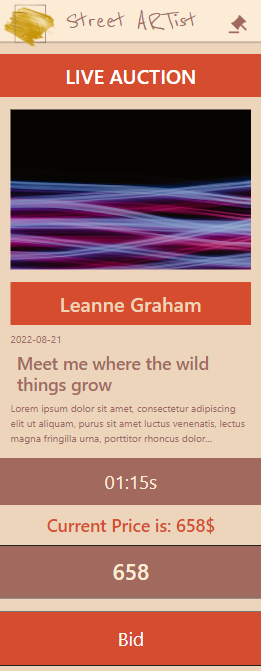 Street ARTist
LIVE AUCTION
Leanne Graham
2022-08-21
Meet me where the wild
things grow
Lorem ipsum dolor sit amet, consectetur adipiscing
elit ut aliquam, purus sit amet luctus venenatis, lectus
magna fringilla urna, porttitor rhoncus dolor...
01:15s
Current Price is: 658$
658
Bid